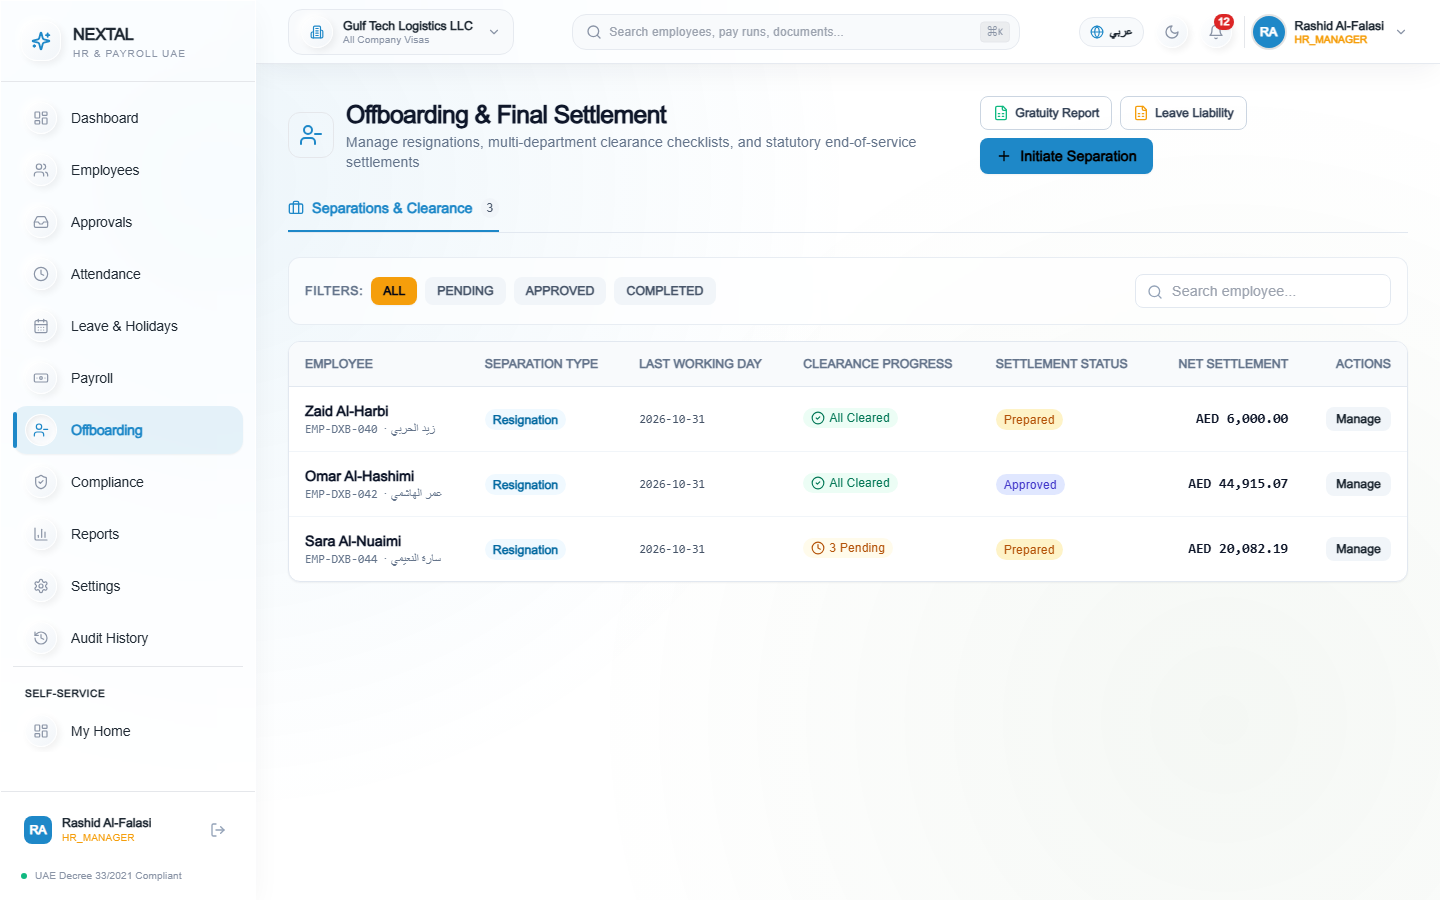 NEXTAL
HR & PAYROLL UAE
Dashboard
Employees
Approvals
Attendance
Leave & Holidays
Payroll
Offboarding
Compliance
Reports
Settings
Audit History
SELF-SERVICE
My Home
RA
Rashid Al-Falasi
HR_MANAGER
UAE Decree 33/2021 Compliant
Gulf Tech Logistics LLC
All Company Visas
Search employees, pay runs, documents...
⌘K
عربي
12
RA
Rashid Al-Falasi
HR_MANAGER
Offboarding & Final Settlement
Manage resignations, multi-department clearance checklists, and statutory end-of-service
settlements
Gratuity Report
Leave Liability
+ Initiate Separation
Separations & Clearance 3
FILTERS: ALL PENDING APPROVED COMPLETED
Search employee...
EMPLOYEE SEPARATION TYPE LAST WORKING DAY CLEARANCE PROGRESS SETTLEMENT STATUS NET SETTLEMENT ACTIONS
Zaid Al-Harbi
EMP-DXB-040 · زيد الحربي
Resignation 2026-10-31 All Cleared Prepared AED 6,000.00 Manage
Omar Al-Hashimi
EMP-DXB-042 · عمر الهاشمي
Resignation 2026-10-31 All Cleared Approved AED 44,915.07 Manage
Sara Al-Nuaimi
EMP-DXB-044 · سارة النعيمي
Resignation 2026-10-31 3 Pending Prepared AED 20,082.19 Manage